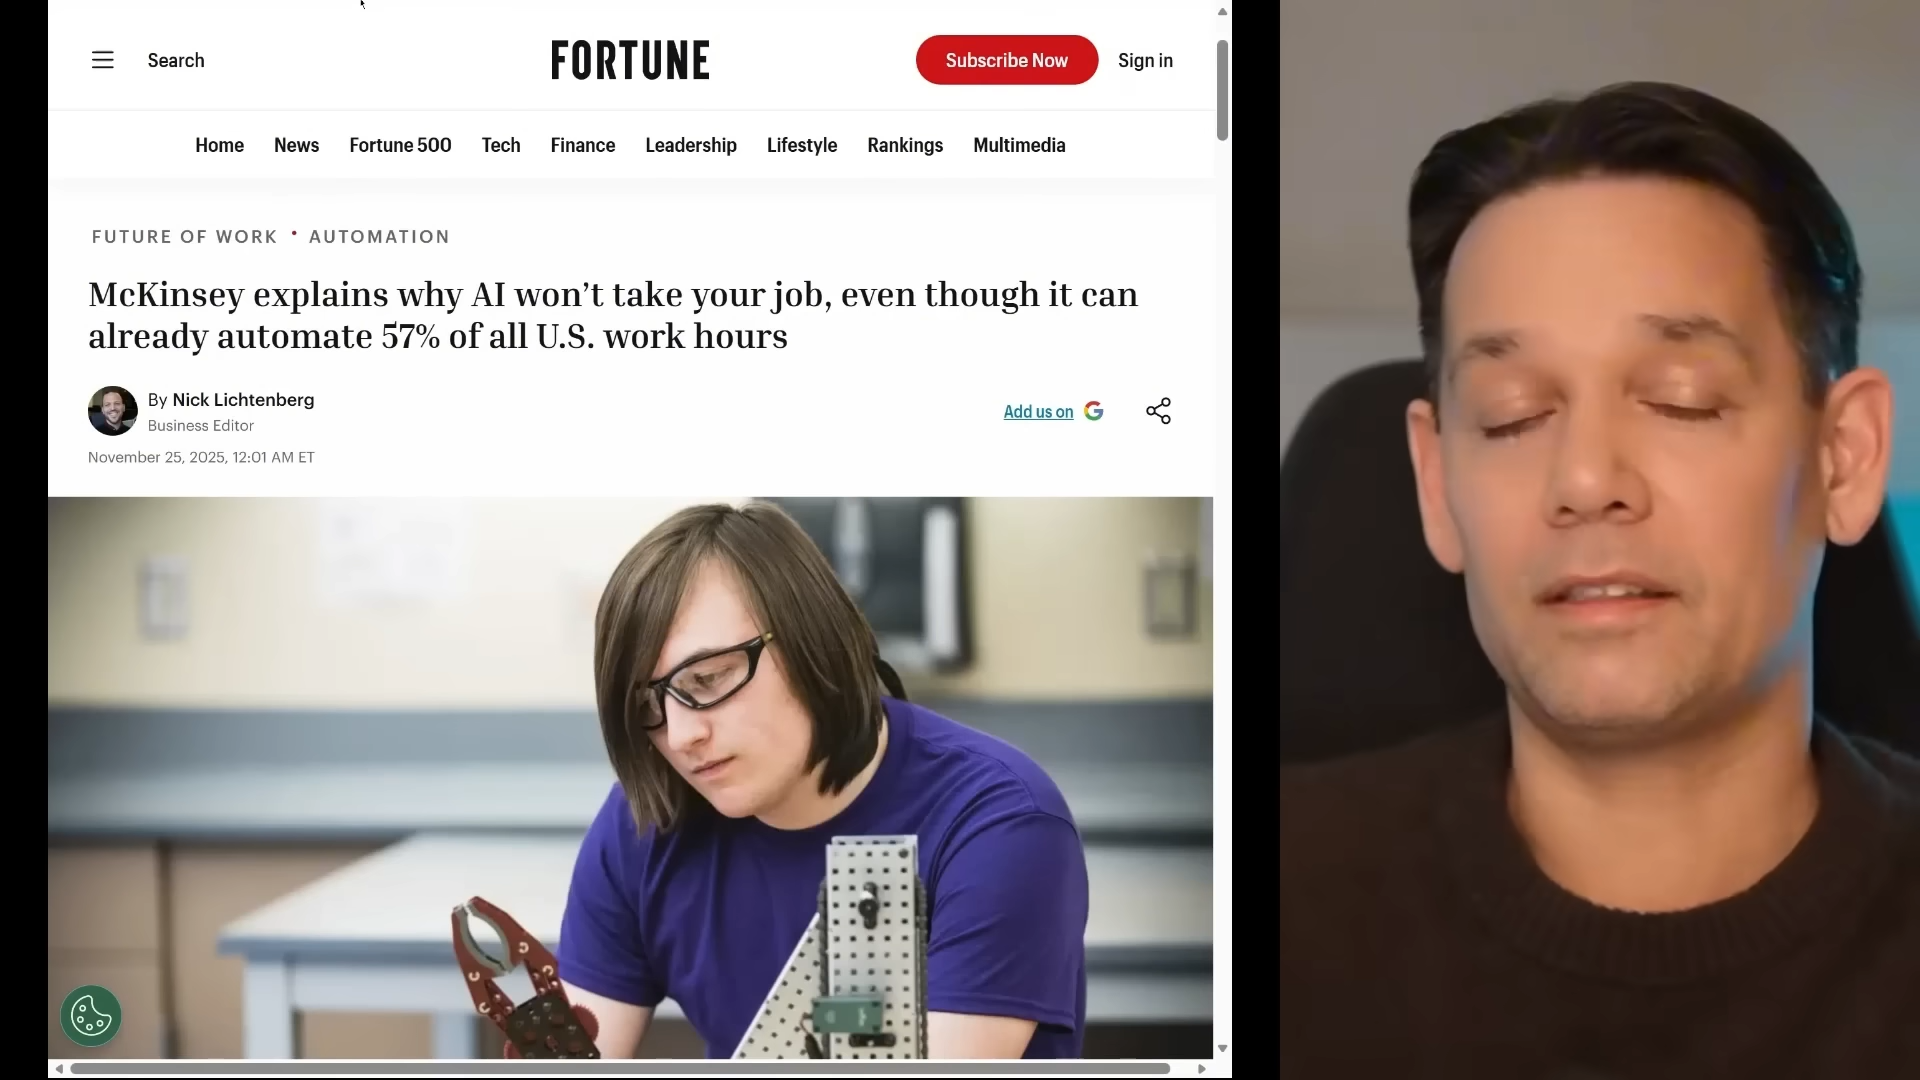 Search
FORTUNE
Subscribe Now
Sign in
Home News Fortune 500 Tech Finance Leadership Lifestyle Rankings Multimedia
FUTURE OF WORK • AUTOMATION
McKinsey explains why AI won’t take your job, even though it can
already automate 57% of all U.S. work hours
By Nick Lichtenberg
Business Editor
Add us on
November 25, 2025, 12:01 AM ET